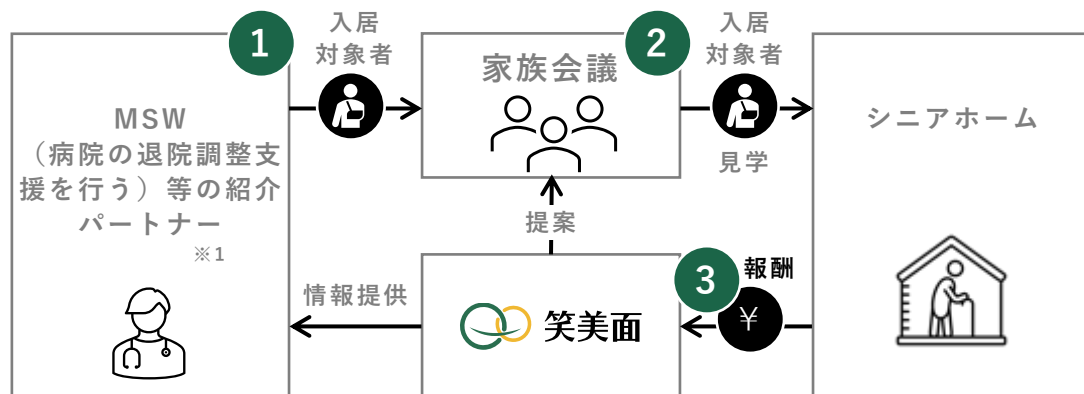 1
入居
対象者
家族会議
2
入居
対象者
見学
MSW
（病院の退院調整支
援を行う）等の紹介
パートナー
※1
シニアホーム
提案
情報提供
笑美面
3
報酬
¥